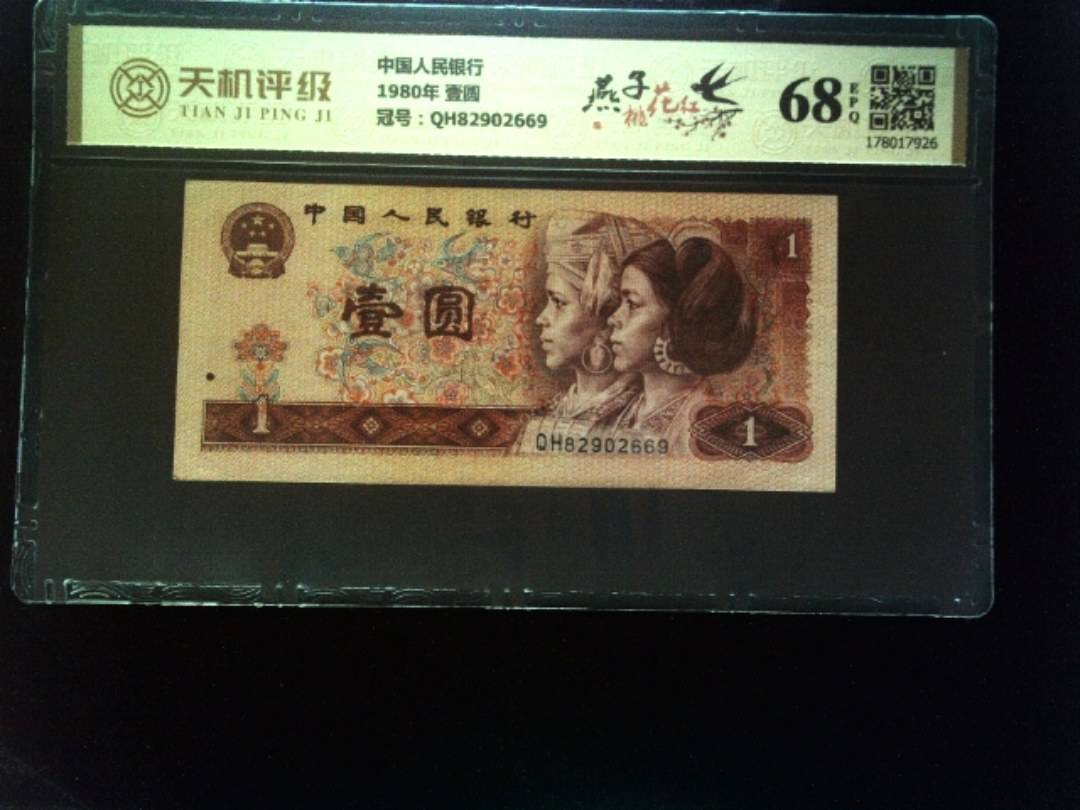 天机评级
TIAN JI PING JI
中国人民银行
1980年 壹圆
冠号：QH82902669
燕子
桃花红
68
EPQ
178017926
中国人民银行
1
壹圆
1
QH82902669
1